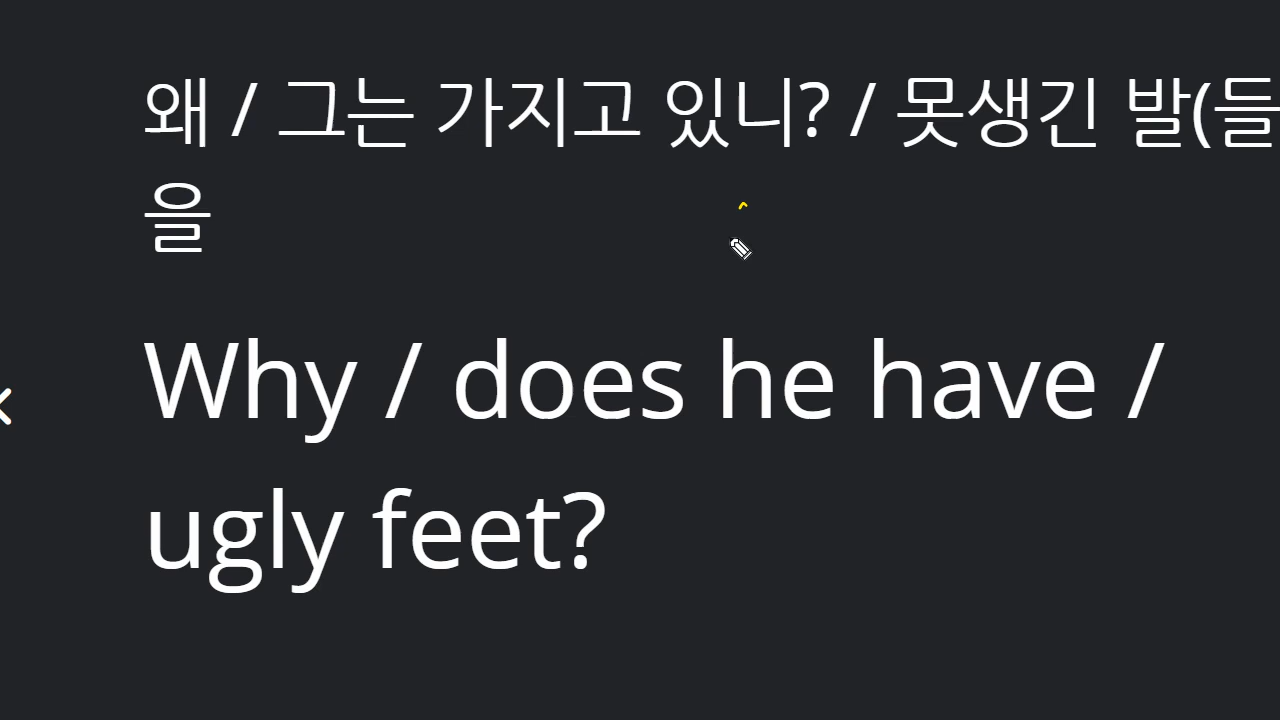 왜 / 그는 가지고 있니? / 못생긴 발(들
을
Why / does he have /
ugly feet?